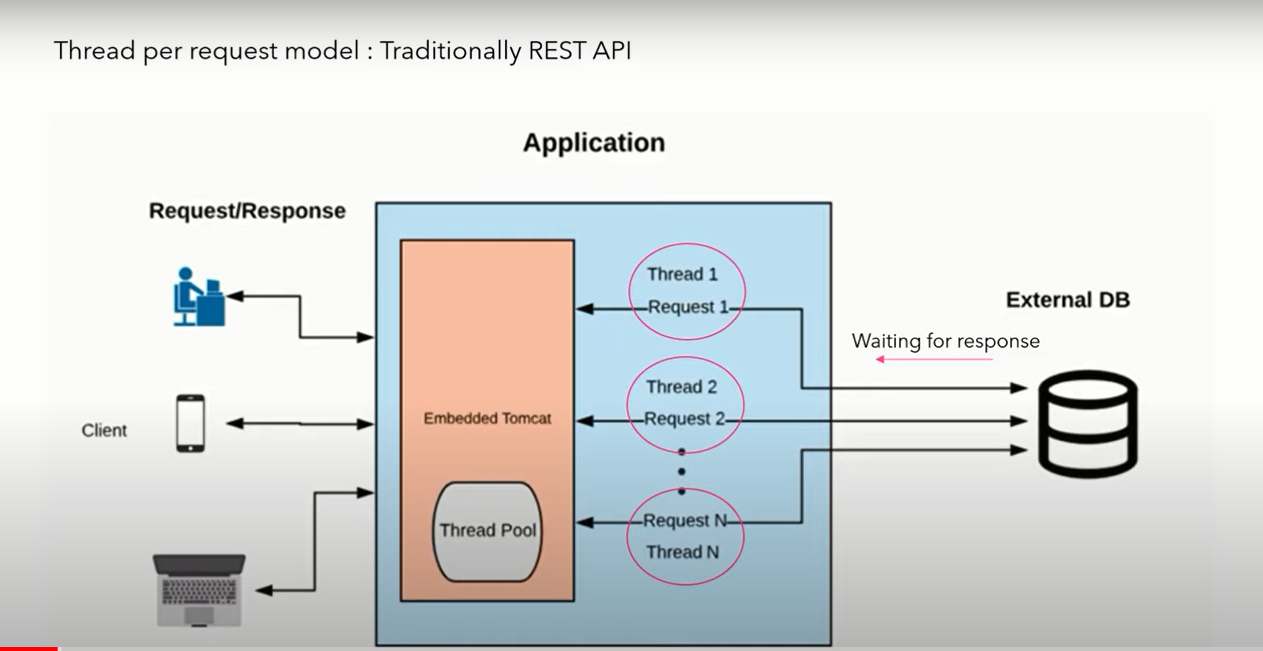 Thread per request model : Traditionally REST API
Application
Request/Response
Client
Embedded Tomcat
Thread Pool
Thread 1
Request 1
Thread 2
Request 2
Request N
Thread N
External DB
Waiting for response